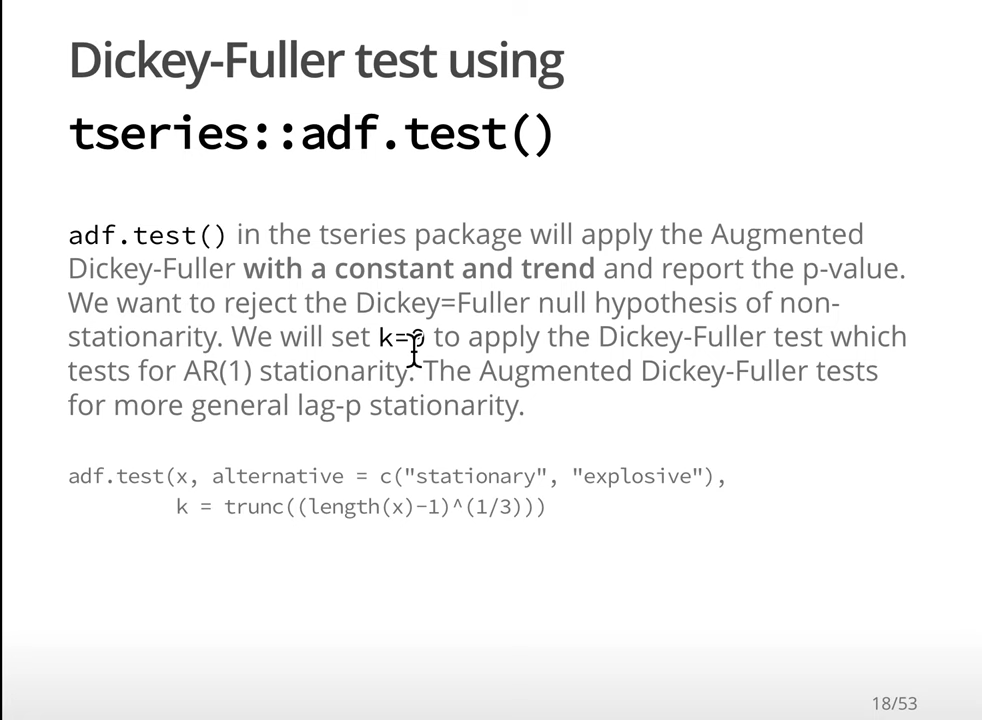 Dickey-Fuller test using
tseries::adf.test()
adf.test() in the tseries package will apply the Augmented
Dickey-Fuller with a constant and trend and report the p-value.
We want to reject the Dickey=Fuller null hypothesis of non-
stationarity. We will set k=0 to apply the Dickey-Fuller test which
tests for AR(1) stationarity. The Augmented Dickey-Fuller tests
for more general lag-p stationarity.
adf.test(x, alternative = c("stationary", "explosive"),
k = trunc((length(x)-1)^(1/3)))
18/53